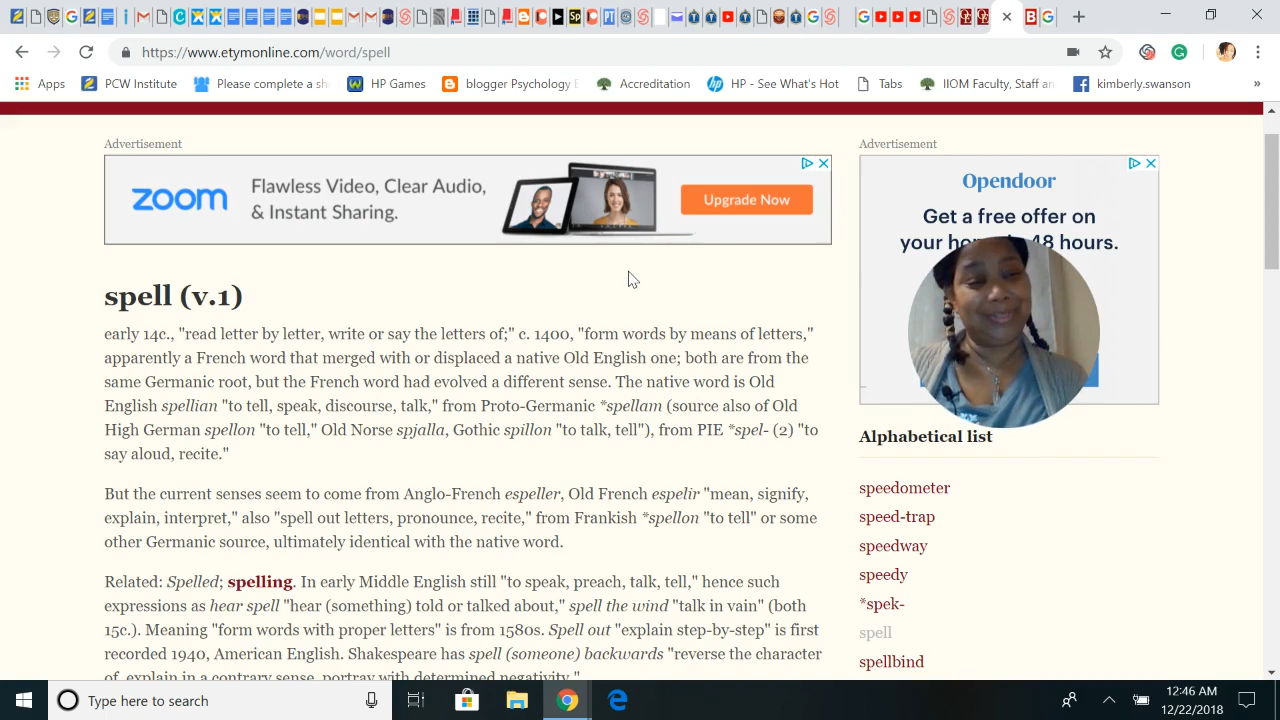 https://www.etymonline.com/word/spell
Apps PCW Institute Please complete a sh HP Games blogger Psychology E Accreditation HP - See What's Hot Tabs IIOM Faculty, Staff an kimberly.swanson »
Advertisement
zoom
Flawless Video, Clear Audio,
& Instant Sharing.
Upgrade Now
Advertisement
Opendoor
Get a free offer on
your 48 hours.
spell (v.1)
early 14c., "read letter by letter, write or say the letters of;" c. 1400, "form words by means of letters,"
apparently a French word that merged with or displaced a native Old English one; both are from the
same Germanic root, but the French word had evolved a different sense. The native word is Old
English spellian "to tell, speak, discourse, talk," from Proto-Germanic *spellam (source also of Old
High German spellon "to tell," Old Norse spjalla, Gothic spillon "to talk, tell"), from PIE *spel- (2) "to
say aloud, recite."
But the current senses seem to come from Anglo-French espeller, Old French espelir "mean, signify,
explain, interpret," also "spell out letters, pronounce, recite," from Frankish *spellon "to tell" or some
other Germanic source, ultimately identical with the native word.
Related: Spelled; spelling. In early Middle English still "to speak, preach, talk, tell," hence such
expressions as hear spell "hear (something) told or talked about," spell the wind "talk in vain" (both
15c.). Meaning "form words with proper letters" is from 1580s. Spell out "explain step-by-step" is first
recorded 1940, American English. Shakespeare has spell (someone) backwards "reverse the character
of, explain in a contrary sense, portray with determined negativity."
Alphabetical list
speedometer
speed-trap
speedway
speedy
*spek-
spell
spellbind
Type here to search
12:46 AM
12/22/2018